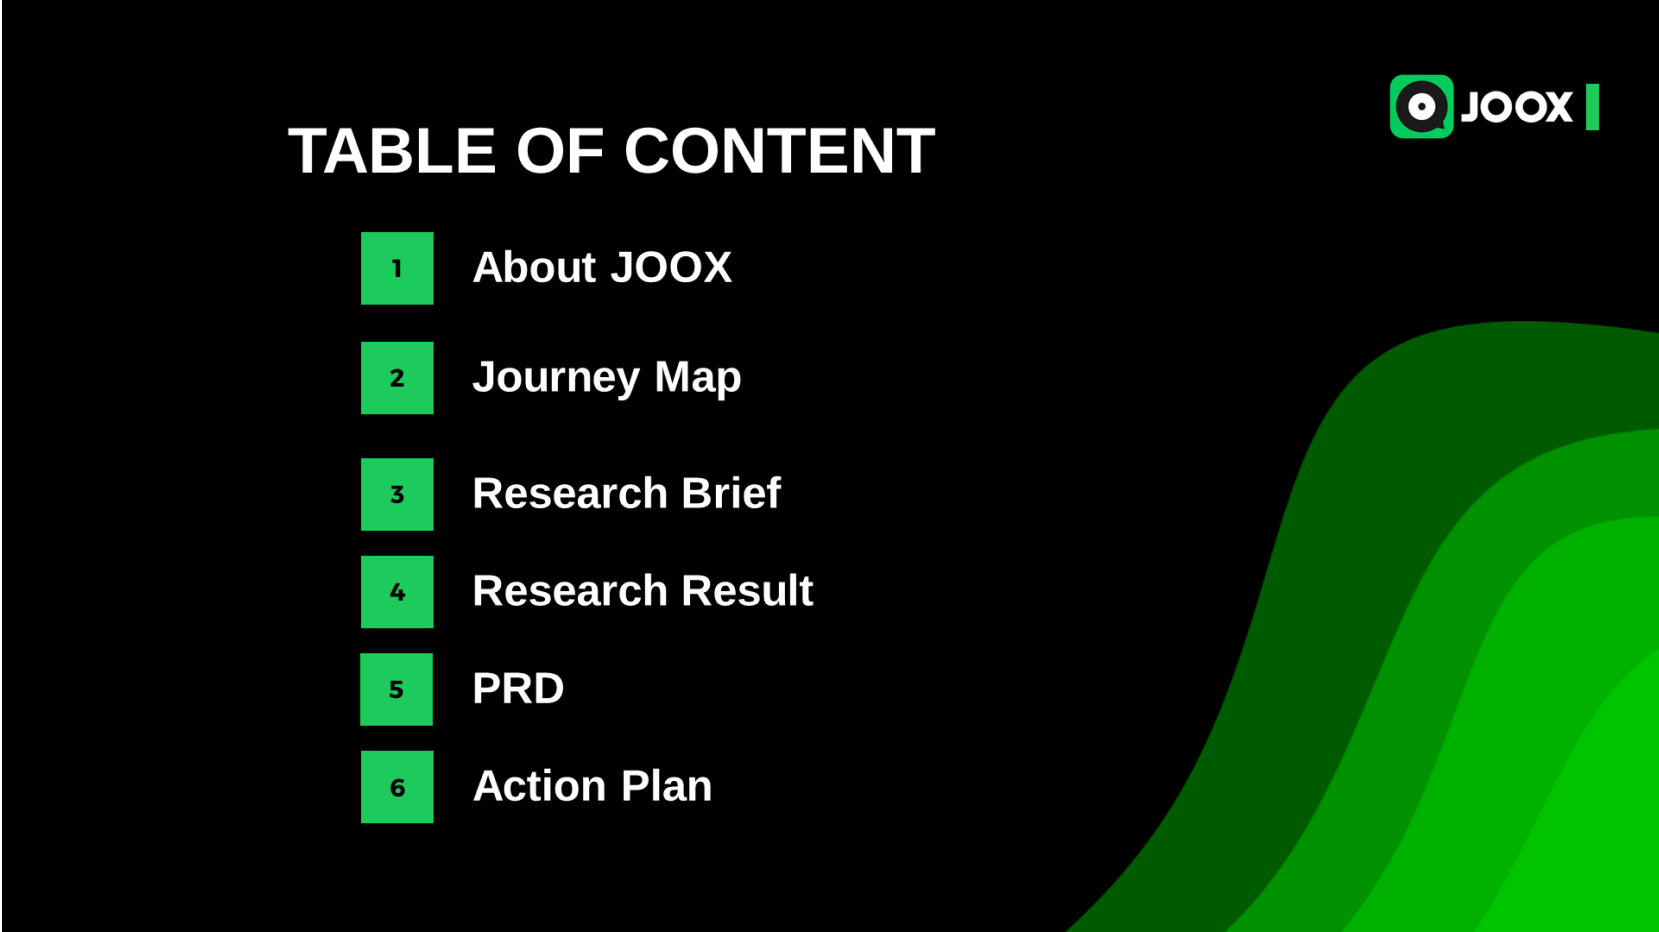 JOOX
TABLE OF CONTENT
1 About JOOX
2 Journey Map
3 Research Brief
4 Research Result
5 PRD
6 Action Plan